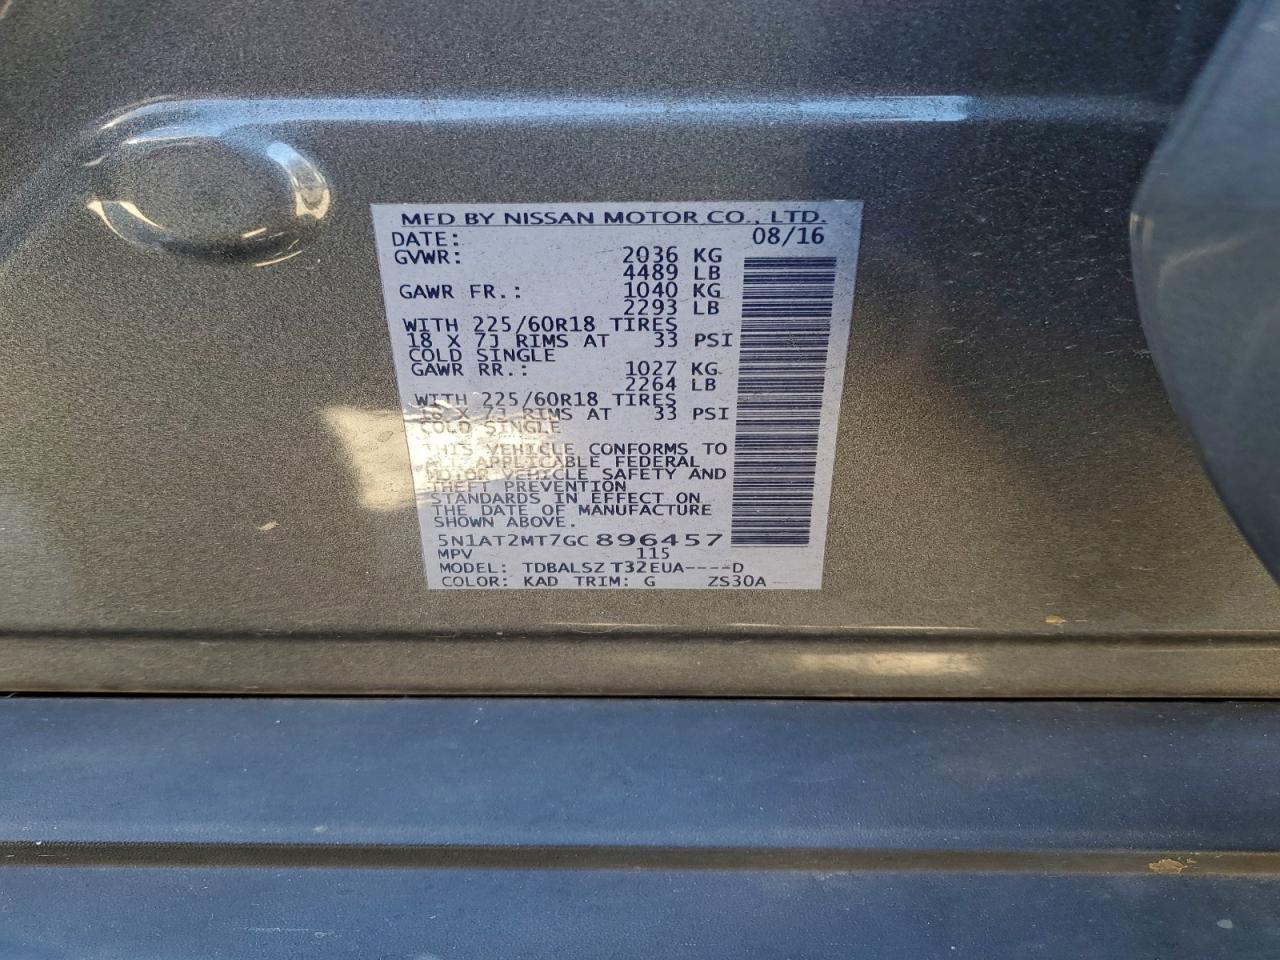 MFD BY NISSAN MOTOR CO., LTD.
DATE: 08/16
GVWR: 2036 KG
4489 LB
GAWR FR.: 1040 KG
2293 LB
WITH 225/60R18 TIRES
18 X 7J RIMS AT 33 PSI
COLD SINGLE
GAWR RR.: 1027 KG
2264 LB
WITH 225/60R18 TIRES
18 X 7J RIMS AT 33 PSI
COLD SINGLE
THIS VEHICLE CONFORMS TO
ALL APPLICABLE FEDERAL
MOTOR VEHICLE SAFETY AND
THEFT PREVENTION
STANDARDS IN EFFECT ON
THE DATE OF MANUFACTURE
SHOWN ABOVE.
5N1AT2MT7GC896457
MPV 115
MODEL: TDBALSZ T32EUA----D
COLOR: KAD TRIM: G ZS30A